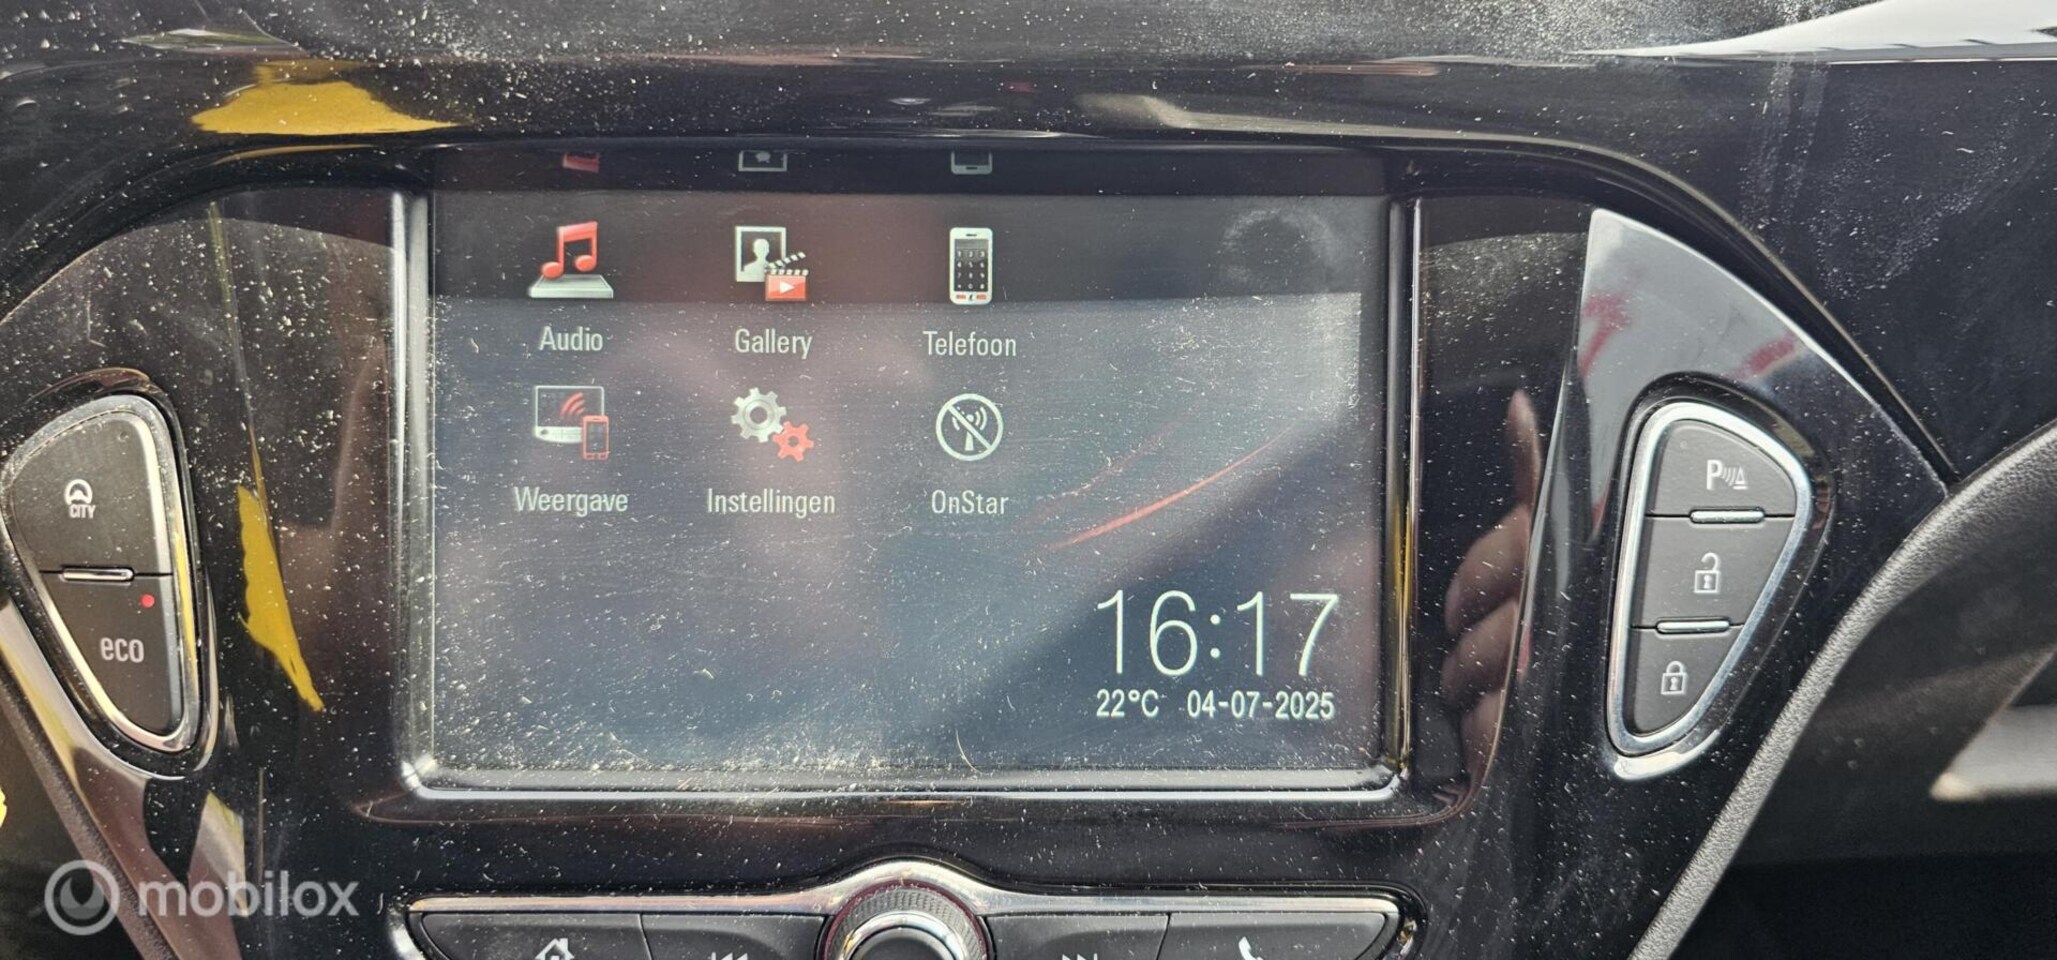 Audio Gallery Telefoon
Weergave Instellingen OnStar
16:17
22°C 04-07-2025
CITY
eco
P
mobilox